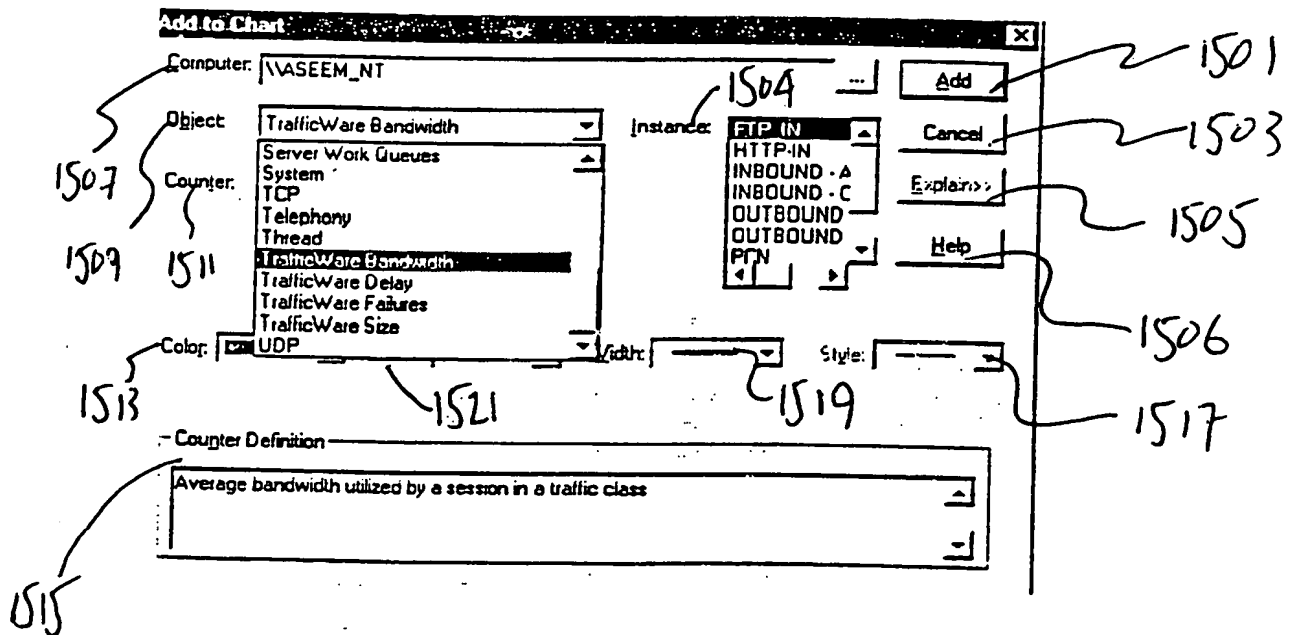 Add to Chart
1501
Computer: \\ASEEM_NT
...
Add
1504
Object: TrafficWare Bandwidth
Instance: FTP-IN
Cancel
1503
HTTP-IN
INBOUND - A
INBOUND - C
OUTBOUND
OUTBOUND
Explain>>
1505
Help
1506
1507
Counter:
Server Work Queues
System
TCP
Telephony
Thread
TrafficWare Bandwidth
TrafficWare Delay
TrafficWare Failures
TrafficWare Size
UDP
1509
1511
Color:
Width:
Style:
1513
1521
1519
1517
Counter Definition
Average bandwidth utilized by a session in a traffic class
1515